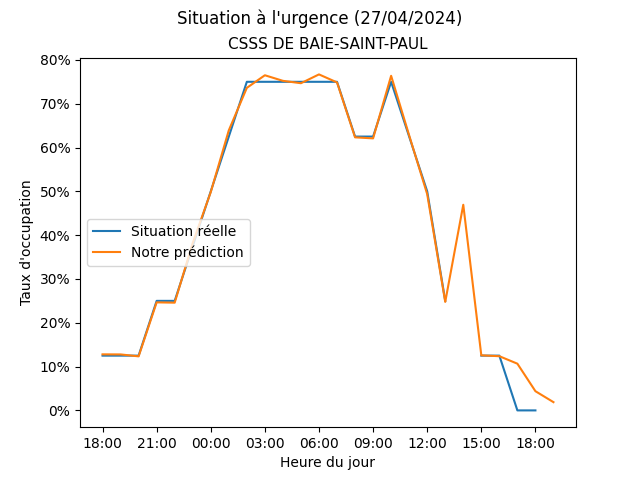 Situation à l'urgence (27/04/2024)
CSSS DE BAIE-SAINT-PAUL
80%
70%
60%
50%
40%
30%
20%
10%
0%
Taux d'occupation
Situation réelle
Notre prédiction
18:00 21:00 00:00 03:00 06:00 09:00 12:00 15:00 18:00
Heure du jour